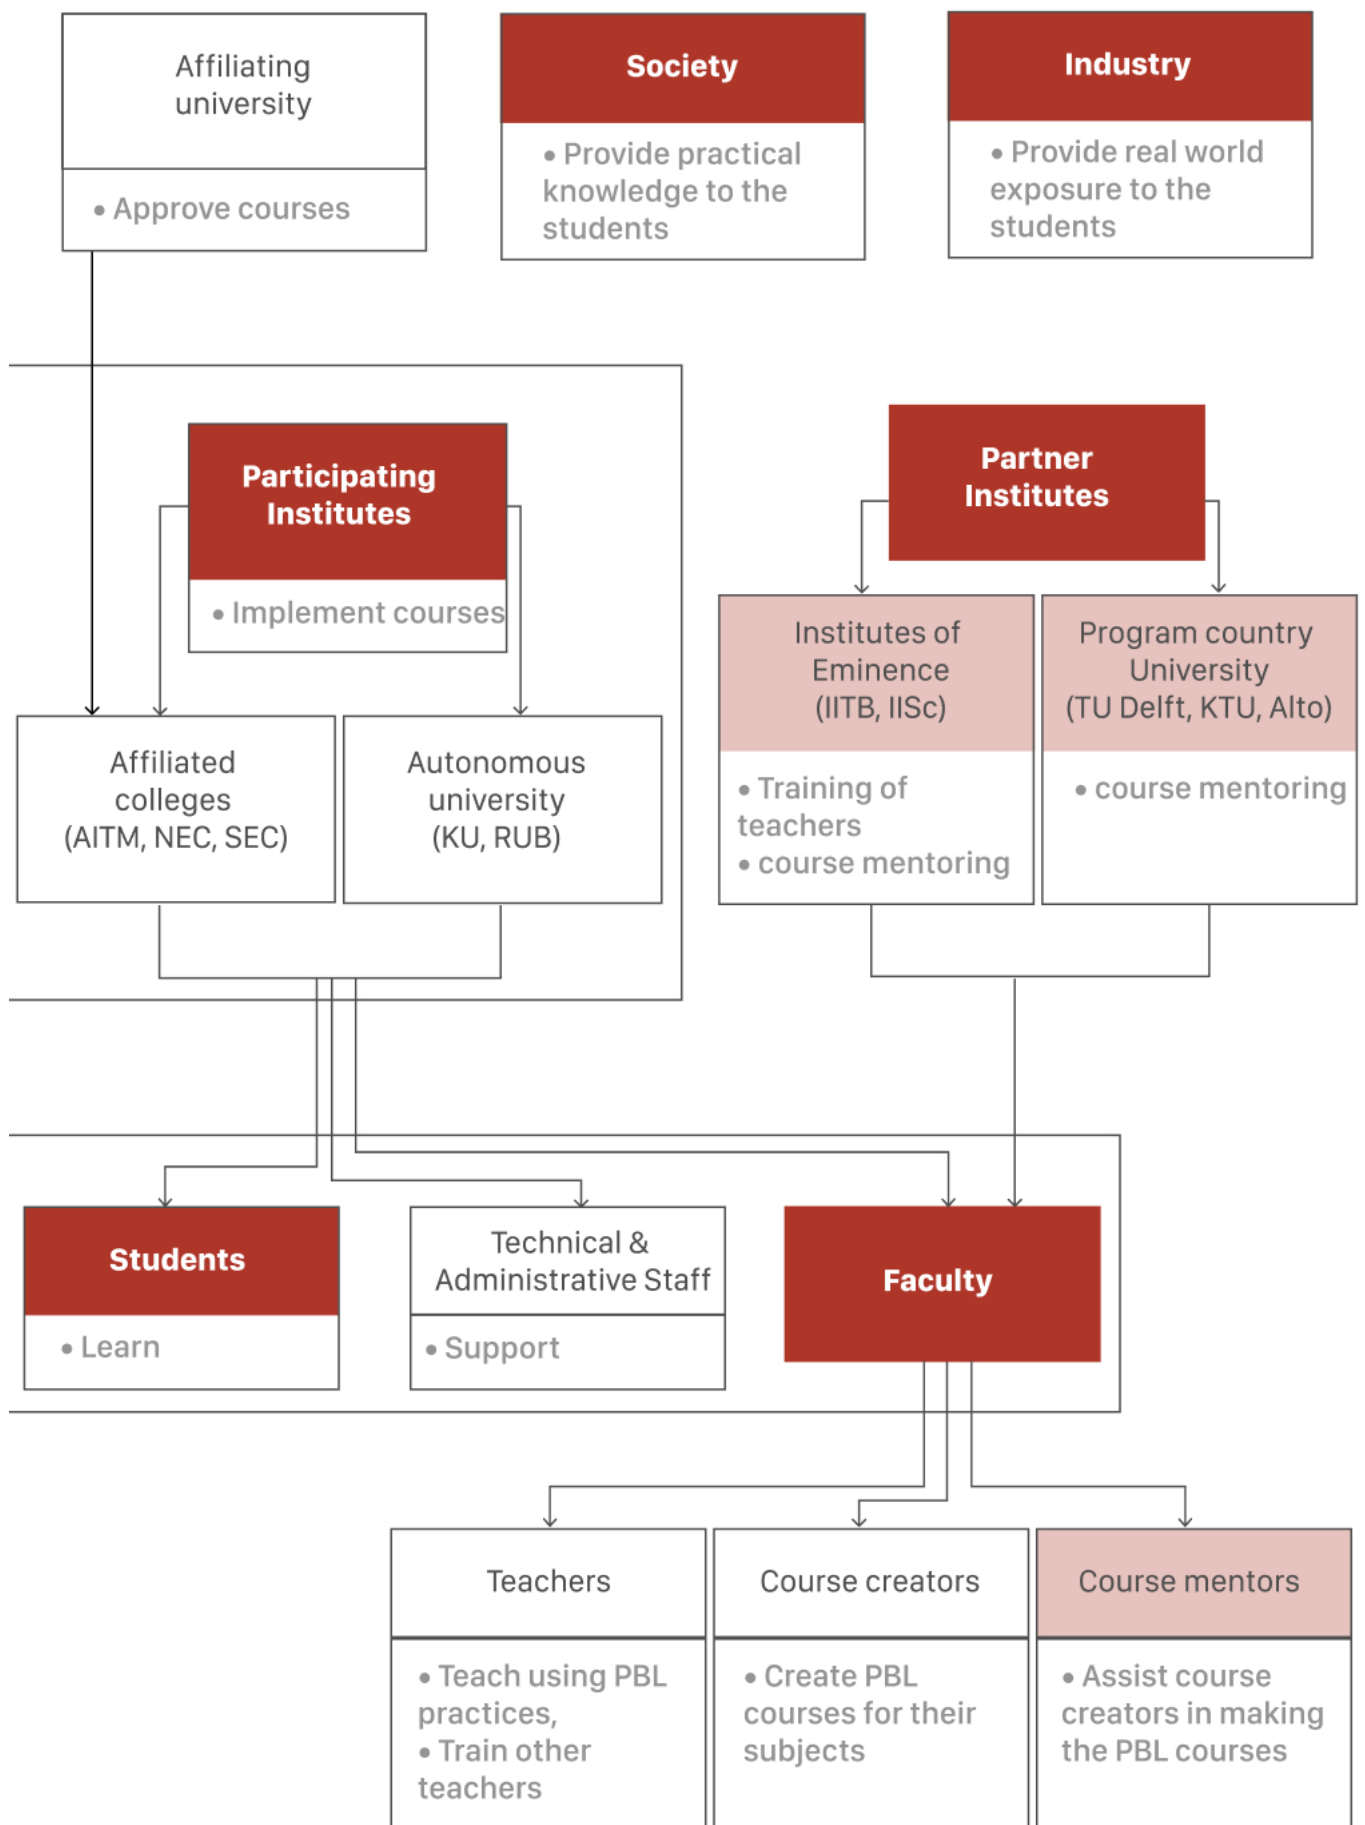 Affiliating
university
• Approve courses
Society
• Provide practical
knowledge to the
students
Industry
• Provide real world
exposure to the
students
Participating
Institutes
• Implement courses
Partner
Institutes
Affiliated
colleges
(AITM, NEC, SEC)
Autonomous
university
(KU, RUB)
Institutes of
Eminence
(IITB, IISc)
• Training of
teachers
• course mentoring
Program country
University
(TU Delft, KTU, Alto)
• course mentoring
Students
• Learn
Technical &
Administrative Staff
• Support
Faculty
Teachers
• Teach using PBL
practices,
• Train other
teachers
Course creators
• Create PBL
courses for their
subjects
Course mentors
• Assist course
creators in making
the PBL courses